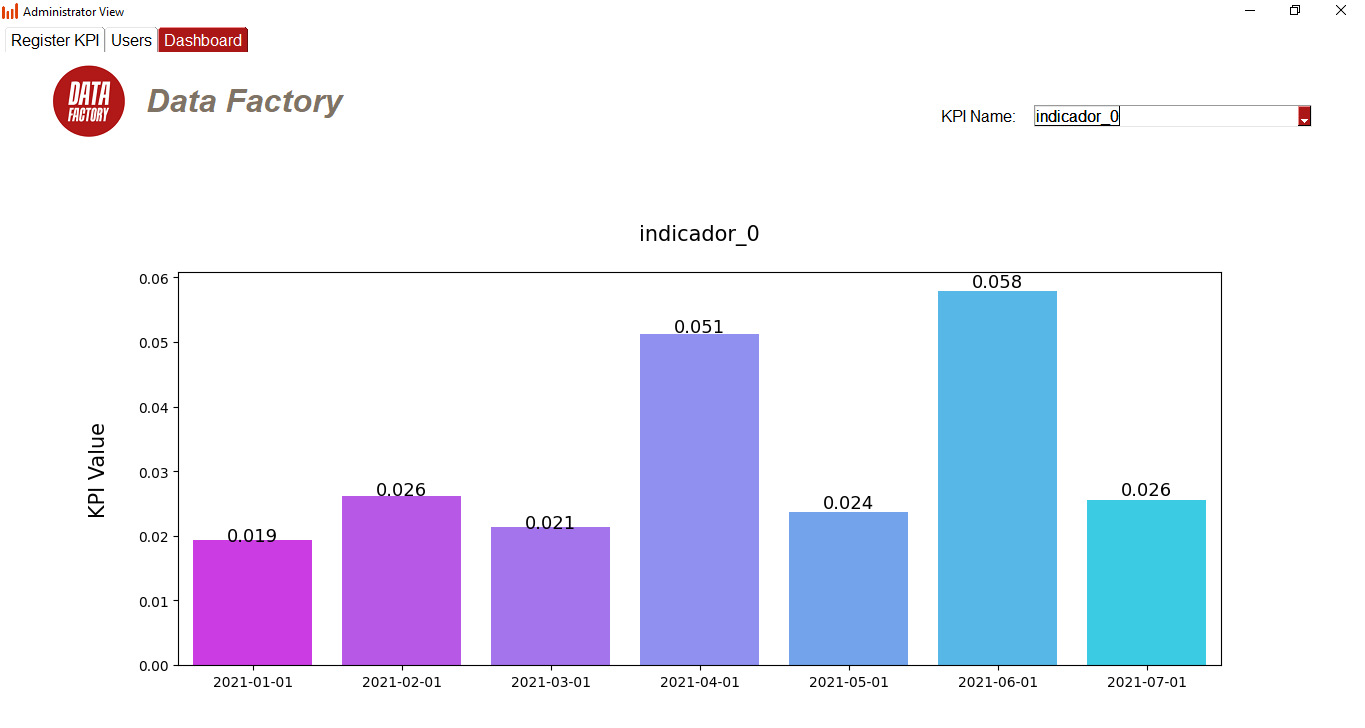 Administrator View
Register KPI Users Dashboard
DATA
FACTORY
Data Factory
KPI Name: indicador_0
indicador_0
KPI Value
0.06
0.05
0.04
0.03
0.02
0.01
0.00
0.019
0.026
0.021
0.051
0.024
0.058
0.026
2021-01-01 2021-02-01 2021-03-01 2021-04-01 2021-05-01 2021-06-01 2021-07-01